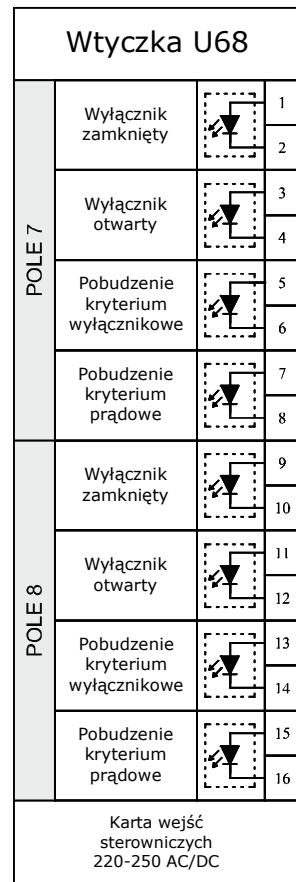 Wtyczka U68
POLE 7
Wyłącznik
zamknięty
1
2
Wyłącznik
otwarty
3
4
Pobudzenie
kryterium
wyłącznikowe
5
6
Pobudzenie
kryterium
prądowe
7
8
POLE 8
Wyłącznik
zamknięty
9
10
Wyłącznik
otwarty
11
12
Pobudzenie
kryterium
wyłącznikowe
13
14
Pobudzenie
kryterium
prądowe
15
16
Karta wejść
sterowniczych
220-250 AC/DC